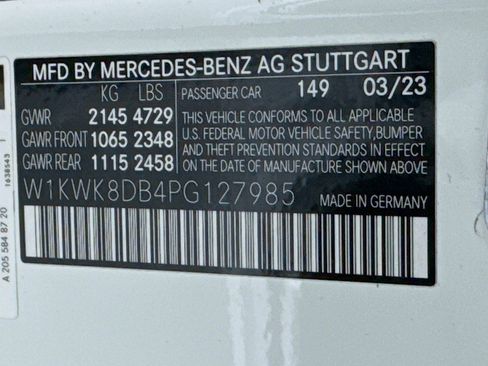 MFD BY MERCEDES-BENZ AG STUTTGART
KG LBS
PASSENGER CAR 149 03/23
GVWR 2145 4729
GAWR FRONT 1065 2348
GAWR REAR 1115 2458
THIS VEHICLE CONFORMS TO ALL APPLICABLE
U.S. FEDERAL MOTOR VEHICLE SAFETY, BUMPER
AND THEFT PREVENTION STANDARDS IN EFFECT
ON THE DATE OF MANUFACTURE SHOWN ABOVE.
W1KWK8DB4PG127985
MADE IN GERMANY
A 205 584 87 20
1638543